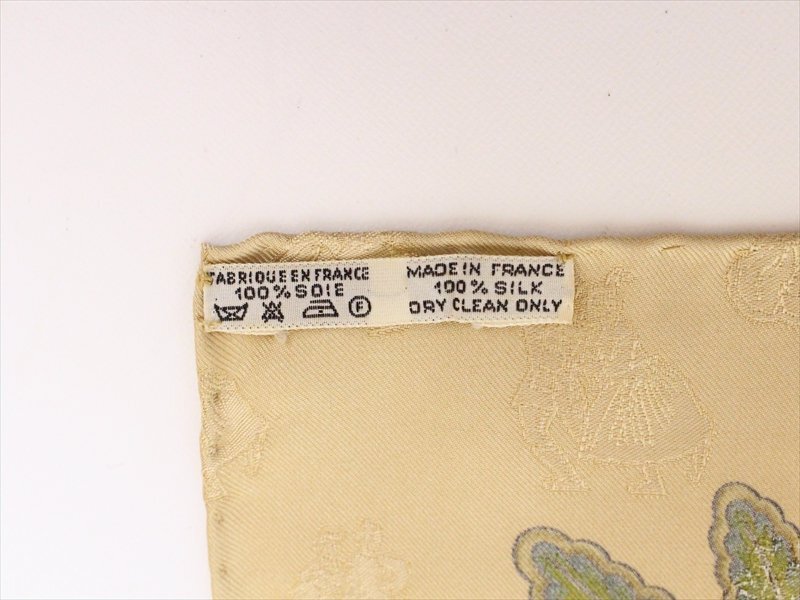 FABRIQUE EN FRANCE
100% SOIE
F
MADE IN FRANCE
100% SILK
DRY CLEAN ONLY